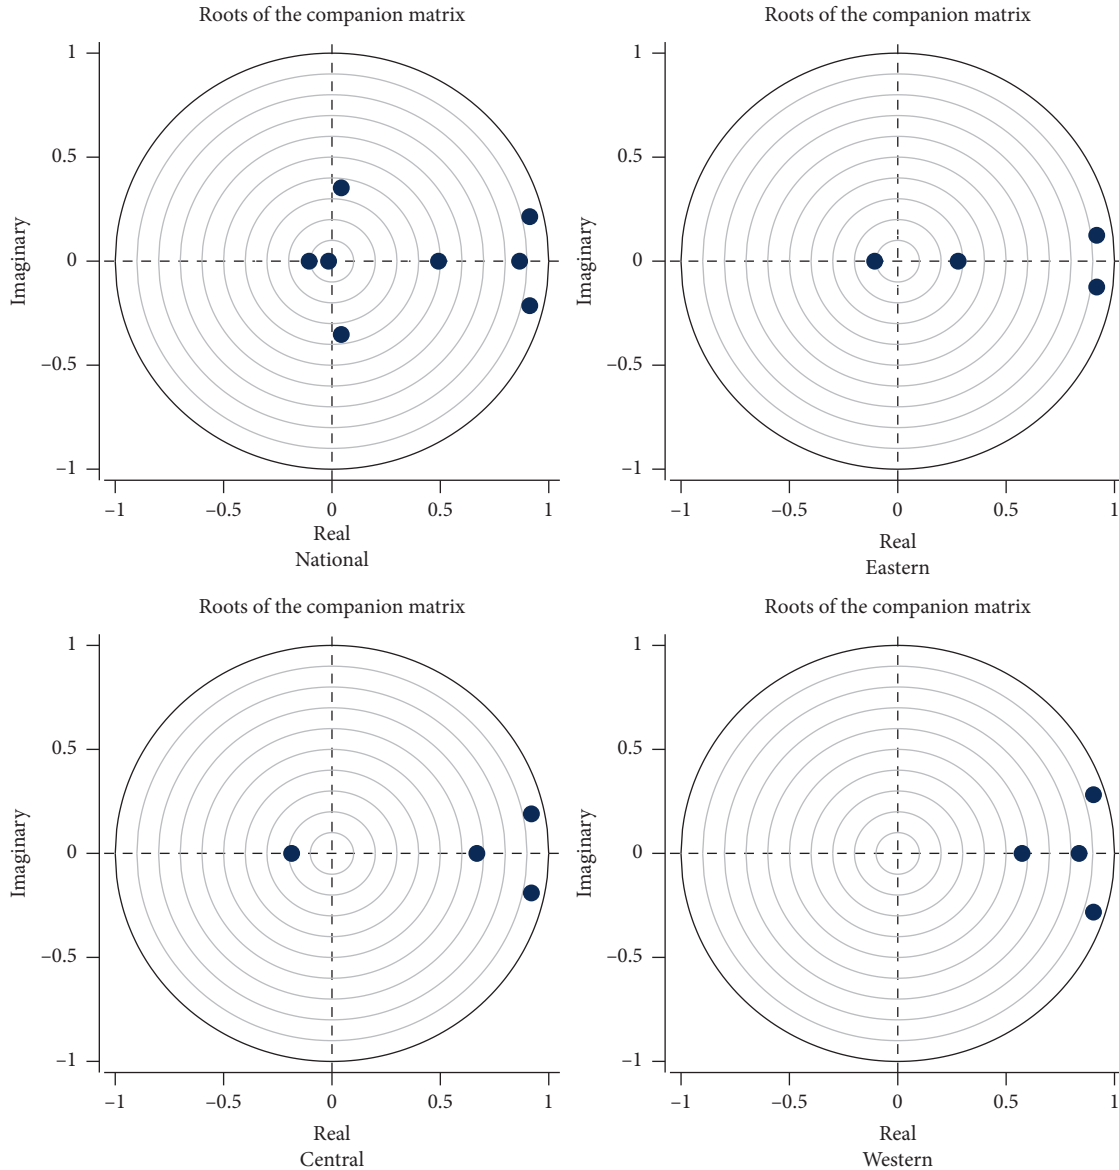 Roots of the companion matrix
1
0.5
0
–0.5
–1
Imaginary
–1
–0.5
0
0.5
1
Real
National
Roots of the companion matrix
1
0.5
0
–0.5
–1
Imaginary
–1
–0.5
0
0.5
1
Real
Eastern
Roots of the companion matrix
1
0.5
0
–0.5
–1
Imaginary
–1
–0.5
0
0.5
1
Real
Central
Roots of the companion matrix
1
0.5
0
–0.5
–1
Imaginary
–1
–0.5
0
0.5
1
Real
Western